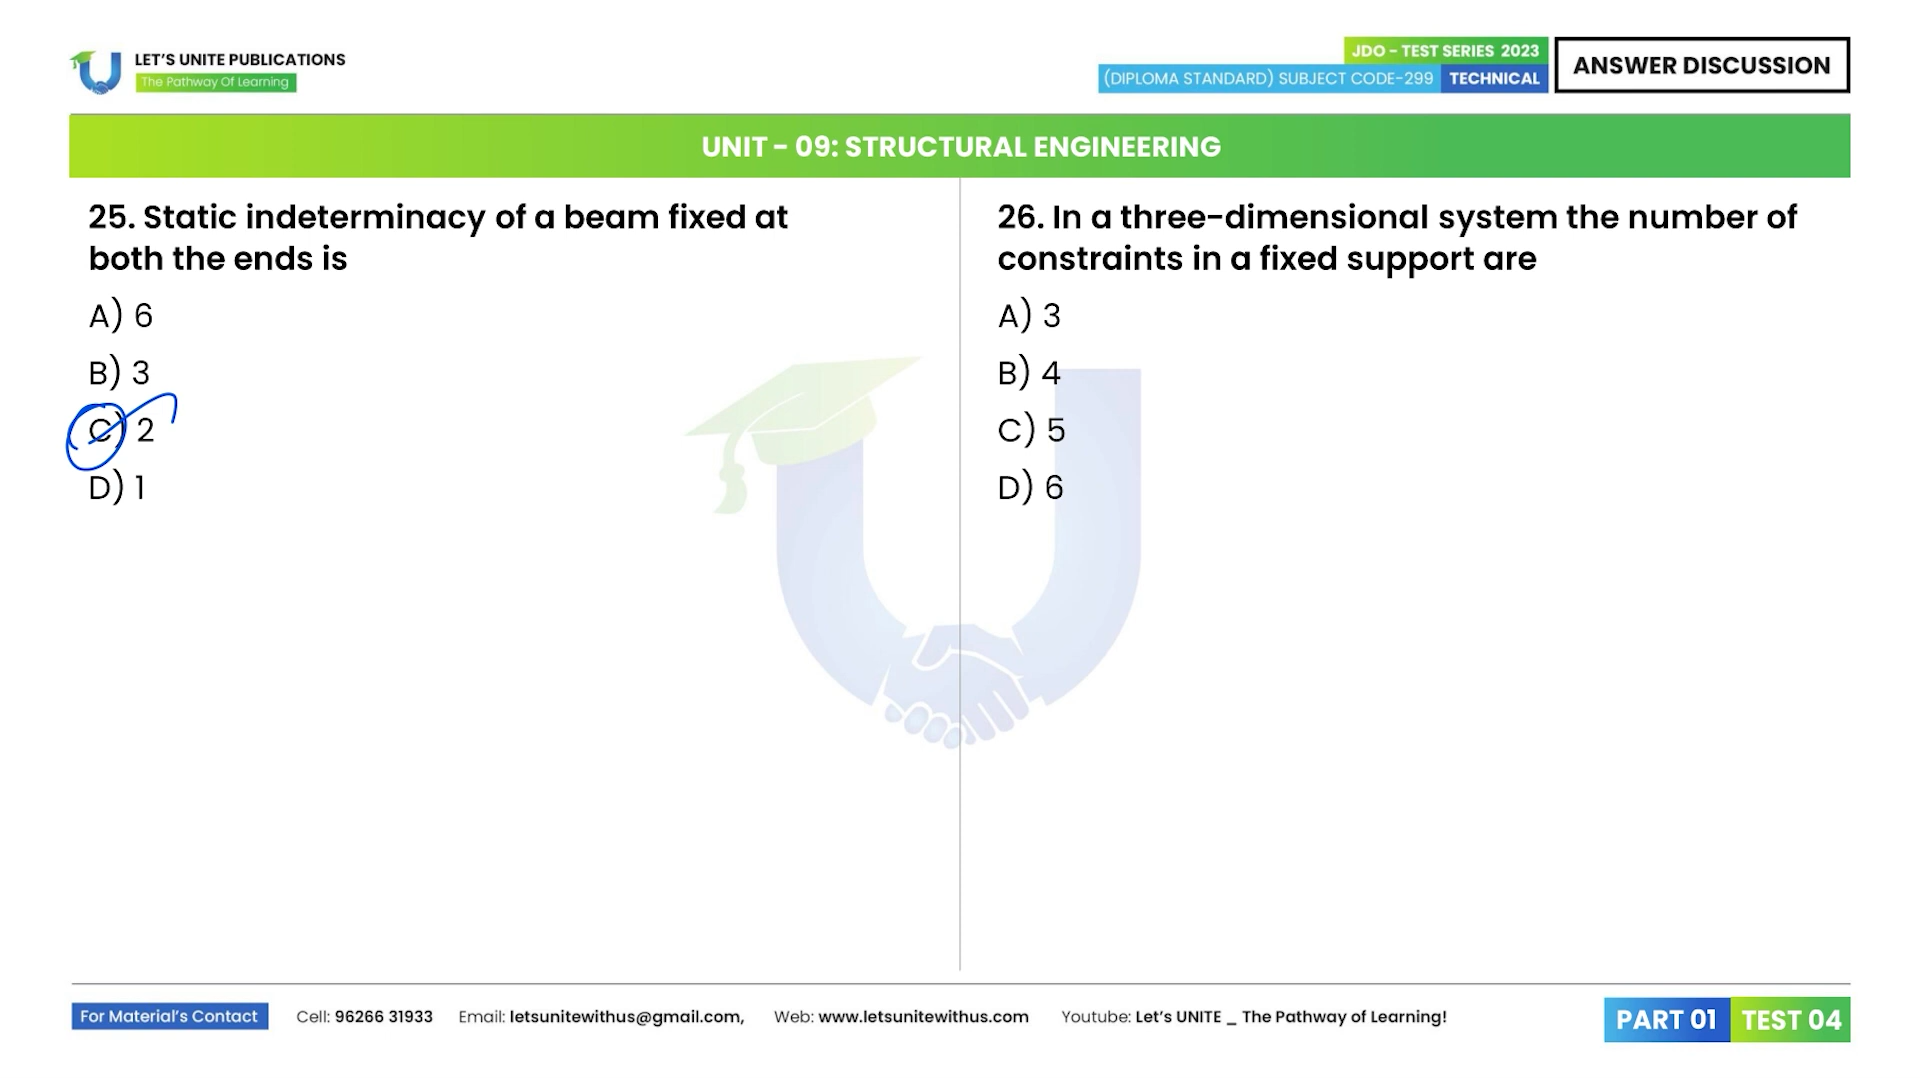 LET'S UNITE PUBLICATIONS
The Pathway Of Learning
JDO - TEST SERIES 2023
(DIPLOMA STANDARD) SUBJECT CODE-299 TECHNICAL
ANSWER DISCUSSION
UNIT - 09: STRUCTURAL ENGINEERING
25. Static indeterminacy of a beam fixed at
both the ends is
A) 6
B) 3
C) 2
D) 1
26. In a three-dimensional system the number of
constraints in a fixed support are
A) 3
B) 4
C) 5
D) 6
For Material's Contact
Cell: 96266 31933 Email: letsunitewithus@gmail.com, Web: www.letsunitewithus.com Youtube: Let's UNITE _ The Pathway of Learning!
PART 01 TEST 04